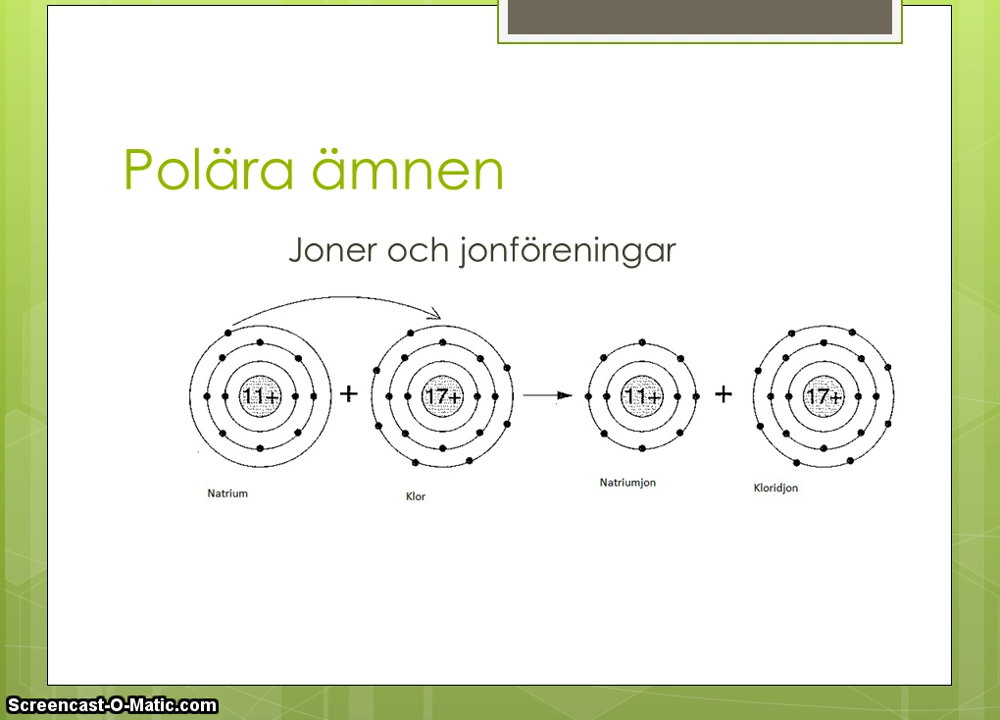 Polära ämnen
Joner och jonföreningar
11+ + 17+ 11+ + 17+
Natrium Klor Natriumjon Kloridjon
Screencast-O-Matic.com